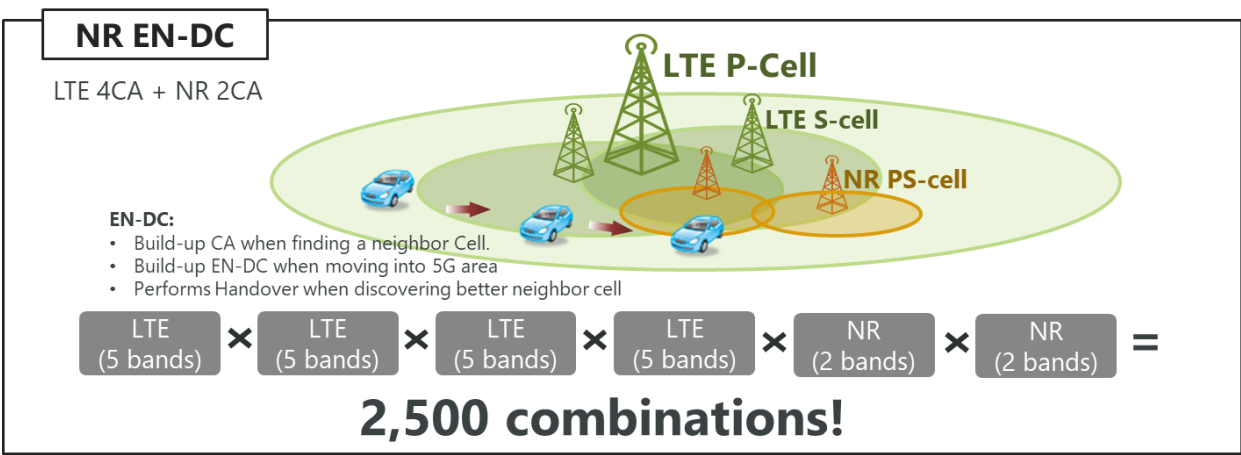 NR EN-DC
LTE 4CA + NR 2CA
LTE P-Cell
LTE S-cell
NR PS-cell
EN-DC:
• Build-up CA when finding a neighbor Cell.
• Build-up EN-DC when moving into 5G area
• Performs Handover when discovering better neighbor cell
LTE × LTE × LTE × LTE × NR × NR =
(5 bands) (5 bands) (5 bands) (5 bands) (2 bands) (2 bands)
2,500 combinations!